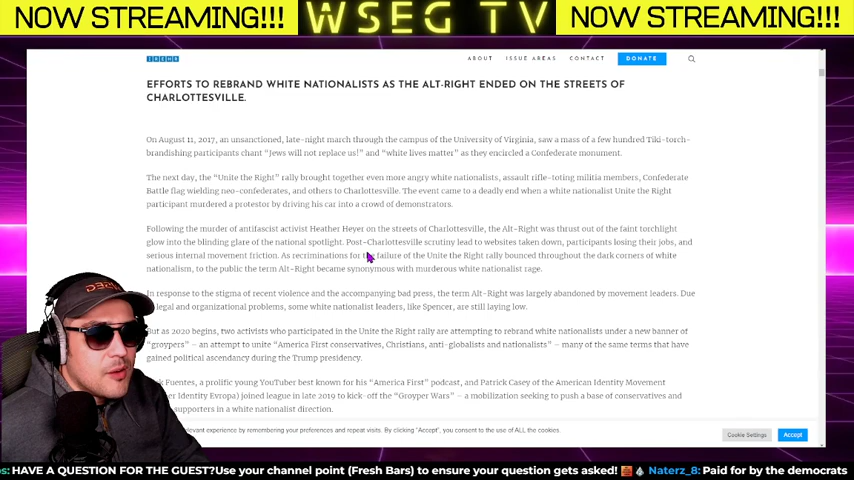 NOW STREAMING!!! WSEG TV NOW STREAMING!!!
IREHR ABOUT ISSUE AREAS CONTACT DONATE
EFFORTS TO REBRAND WHITE NATIONALISTS AS THE ALT-RIGHT ENDED ON THE STREETS OF
CHARLOTTESVILLE.
On August 11, 2017, an unsanctioned, late-night march through the campus of the University of Virginia, saw a mass of a few hundred Tiki-torch-
brandishing participants chant “Jews will not replace us!” and “white lives matter” as they encircled a Confederate monument.
The next day, the “Unite the Right” rally brought together even more angry white nationalists, assault rifle-toting militia members, Confederate
Battle flag wielding neo-confederates, and others to Charlottesville. The event came to a deadly end when a white nationalist Unite the Right
participant murdered a protestor by driving his car into a crowd of demonstrators.
Following the murder of antifascist activist Heather Heyer on the streets of Charlottesville, the Alt-Right was thrust out of the faint torchlight
glow into the blinding glare of the national spotlight. Post-Charlottesville scrutiny lead to websites taken down, participants losing their jobs, and
serious internal movement friction. As recriminations for the failure of the Unite the Right rally bounced throughout the dark corners of white
nationalism, to the public the term Alt-Right became synonymous with murderous white nationalist rage.
In response to the stigma of recent violence and the accompanying bad press, the term Alt-Right was largely abandoned by movement leaders. Due
legal and organizational problems, some white nationalist leaders, like Spencer, are still laying low.
But as 2020 begins, two activists who participated in the Unite the Right rally are attempting to rebrand white nationalists under a new banner of
“groypers” – an attempt to unite “America First conservatives, Christians, anti-globalists and nationalists” – many of the same terms that have
gained political ascendancy during the Trump presidency.
Fuentes, a prolific young YouTuber best known for his “America First” podcast, and Patrick Casey of the American Identity Movement
Identity Evropa) joined league in late 2019 to kick-off the “Groyper Wars” – a mobilization seeking to push a base of conservatives and
supporters in a white nationalist direction.
relevant experience by remembering your preferences and repeat visits. By clicking “Accept”, you consent to the use of ALL the cookies.
Cookie Settings Accept
WSEG
s: HAVE A QUESTION FOR THE GUEST?Use your channel point (Fresh Bars) to ensure your question gets asked! Naterz_8: Paid for by the democrats